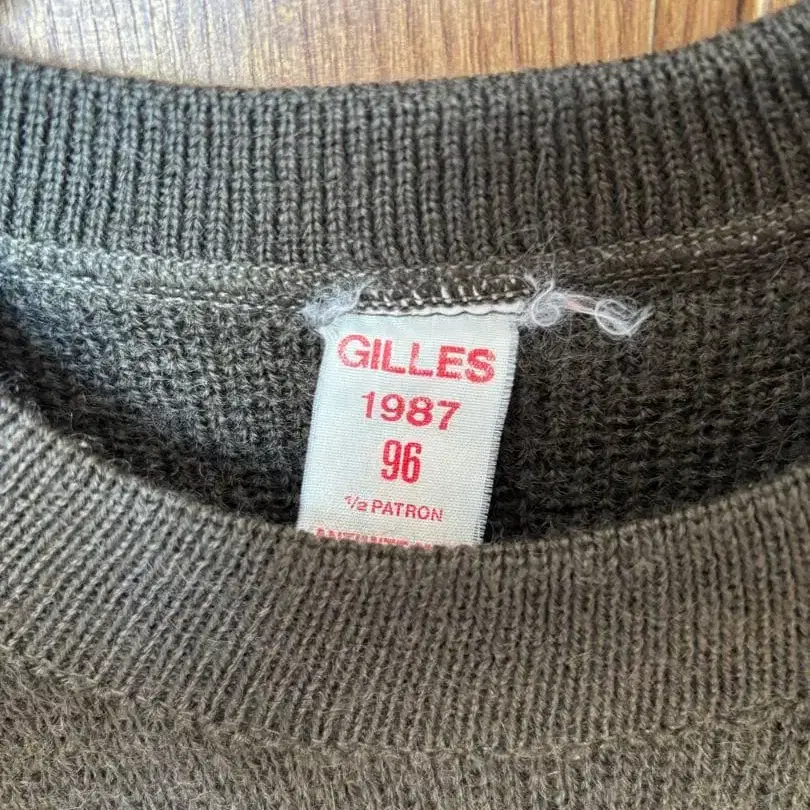 GILLES
1987
96
½ PATRON